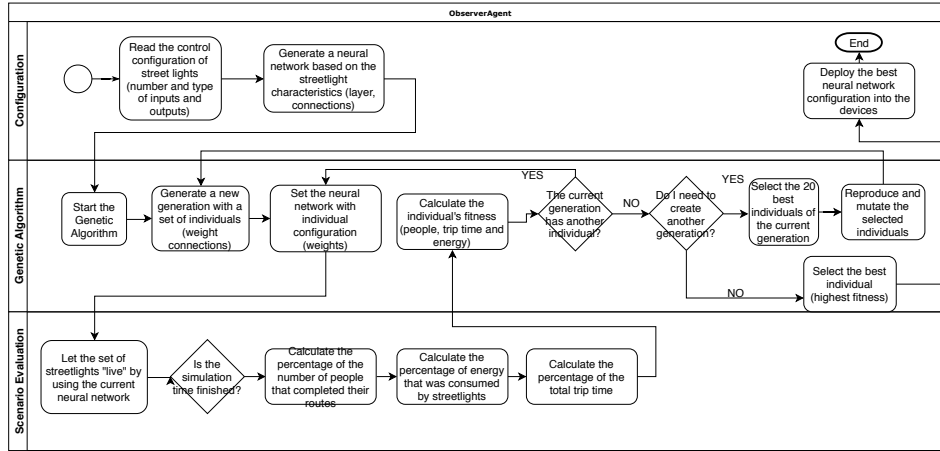 ObserverAgent
Configuration
Read the control
configuration of
street lights
(number and type
of inputs and
outputs)
Generate a neural
network based on the
streetlight
characteristics (layer,
connections)
End
Deploy the best
neural network
configuration into the
devices
Genetic Algorithm
Start the
Genetic
Algorithm
Generate a new
generation with a
set of individuals
(weight
connections)
Set the neural
network with
individual
configuration
(weights)
Calculate the
individual's fitness
(people, trip time and
energy)
YES
The current
generation
has another
individual?
NO
Do I need to
create
another
generation?
YES
Select the 20
best
individuals of
the current
generation
Reproduce and
mutate the
selected
individuals
NO
Select the best
individual
(highest fitness)
Scenario Evaluation
Let the set of
streetlights "live" by
using the current
neural network
Is the
simulation
time finished?
Calculate the
percentage of the
number of people
that completed their
routes
Calculate the
percentage of energy
that was consumed
by streetlights
Calculate the
percentage of the
total trip time